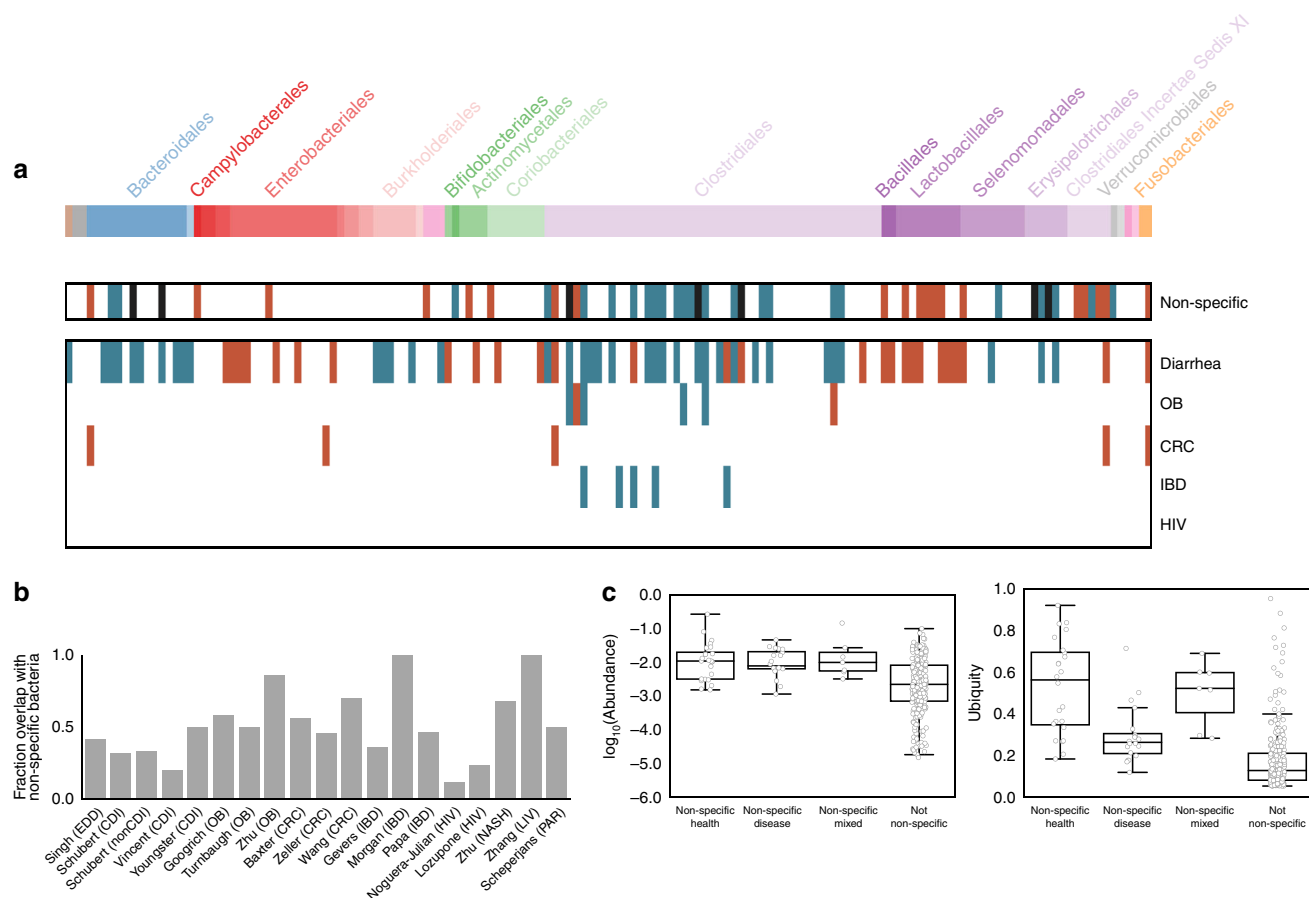 a
Bacteroidales
Campylobacterales
Enterobacteriales
Burkholderiales
Bifidobacteriales
Actinomycetales
Coriobacteriales
Clostridiales
Bacillales
Lactobacillales
Selenomonadales
Erysipelotrichales
Clostridiales Incertae Sedis XI
Verrucomicrobiales
Fusobacteriales
Non-specific
Diarrhea
OB
CRC
IBD
HIV
b
Fraction overlap with
non-specific bacteria
1.0
0.5
0.0
Singh (EDD)
Schubert (CDI)
Schubert (nonCDI)
Vincent (CDI)
Youngster (CDI)
Googrich (OB)
Turnbaugh (OB)
Zhu (OB)
Baxter (CRC)
Zeller (CRC)
Wang (CRC)
Gevers (IBD)
Morgan (IBD)
Papa (IBD)
Noguera-Julian (HIV)
Lozupone (HIV)
Zhu (NASH)
Zhang (LIV)
Scheperjans (PAR)
c
log10(Abundance)
0.0
−1.0
−2.0
−3.0
−4.0
−5.0
−6.0
Non-specific
health
Non-specific
disease
Non-specific
mixed
Not
non-specific
Ubiquity
1.0
0.8
0.6
0.4
0.2
0.0
Non-specific
health
Non-specific
disease
Non-specific
mixed
Not
non-specific